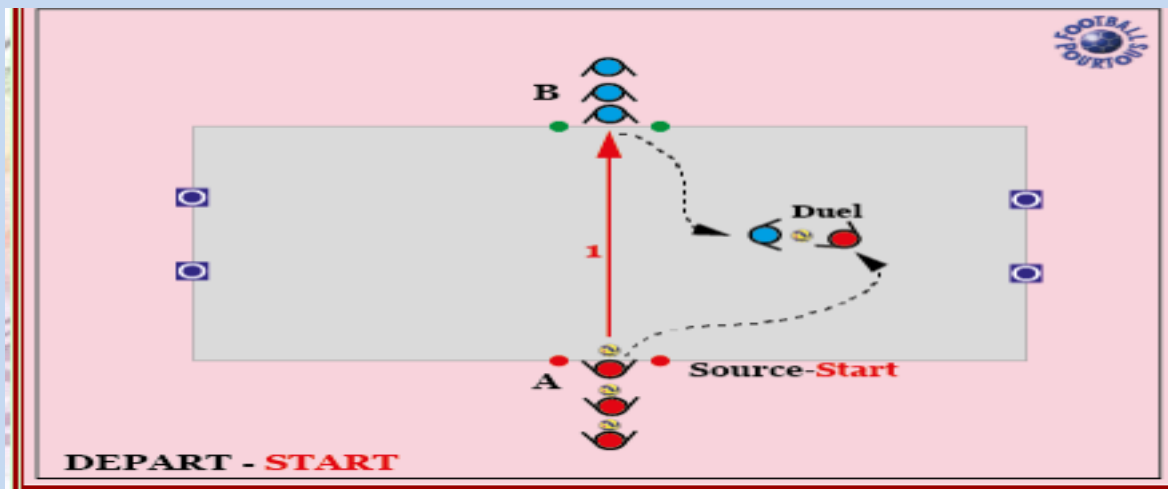 FOOTBALL
POURTOUS
B
Duel
1
A
Source-Start
DEPART - START